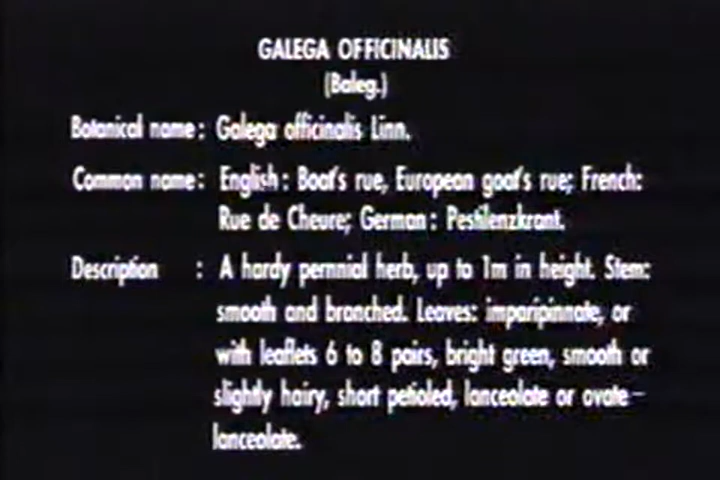 GALEGA OFFICINALIS
(Baleg.)
Botanical name : Galega officinalis Linn.
Common name : English : Boat's rue, European goat's rue; French:
Rue de Cheure; German : Pestilenzkrant.
Description : A hardy pernnial herb, up to 1m in height. Stem:
smooth and branched. Leaves: imparipinnate, or
with leaflets 6 to 8 pairs, bright green, smooth or
slightly hairy, short petioled, lanceolate or ovate–
lanceolate.